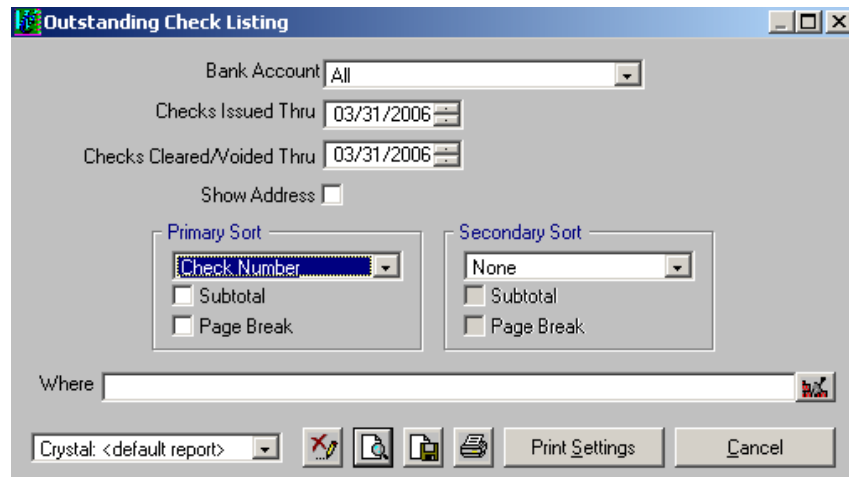 Outstanding Check Listing
Bank Account All
Checks Issued Thru 03/31/2006
Checks Cleared/Voided Thru 03/31/2006
Show Address
Primary Sort Secondary Sort
Check Number None
Subtotal Subtotal
Page Break Page Break
Where
Crystal: <default report> Print Settings Cancel